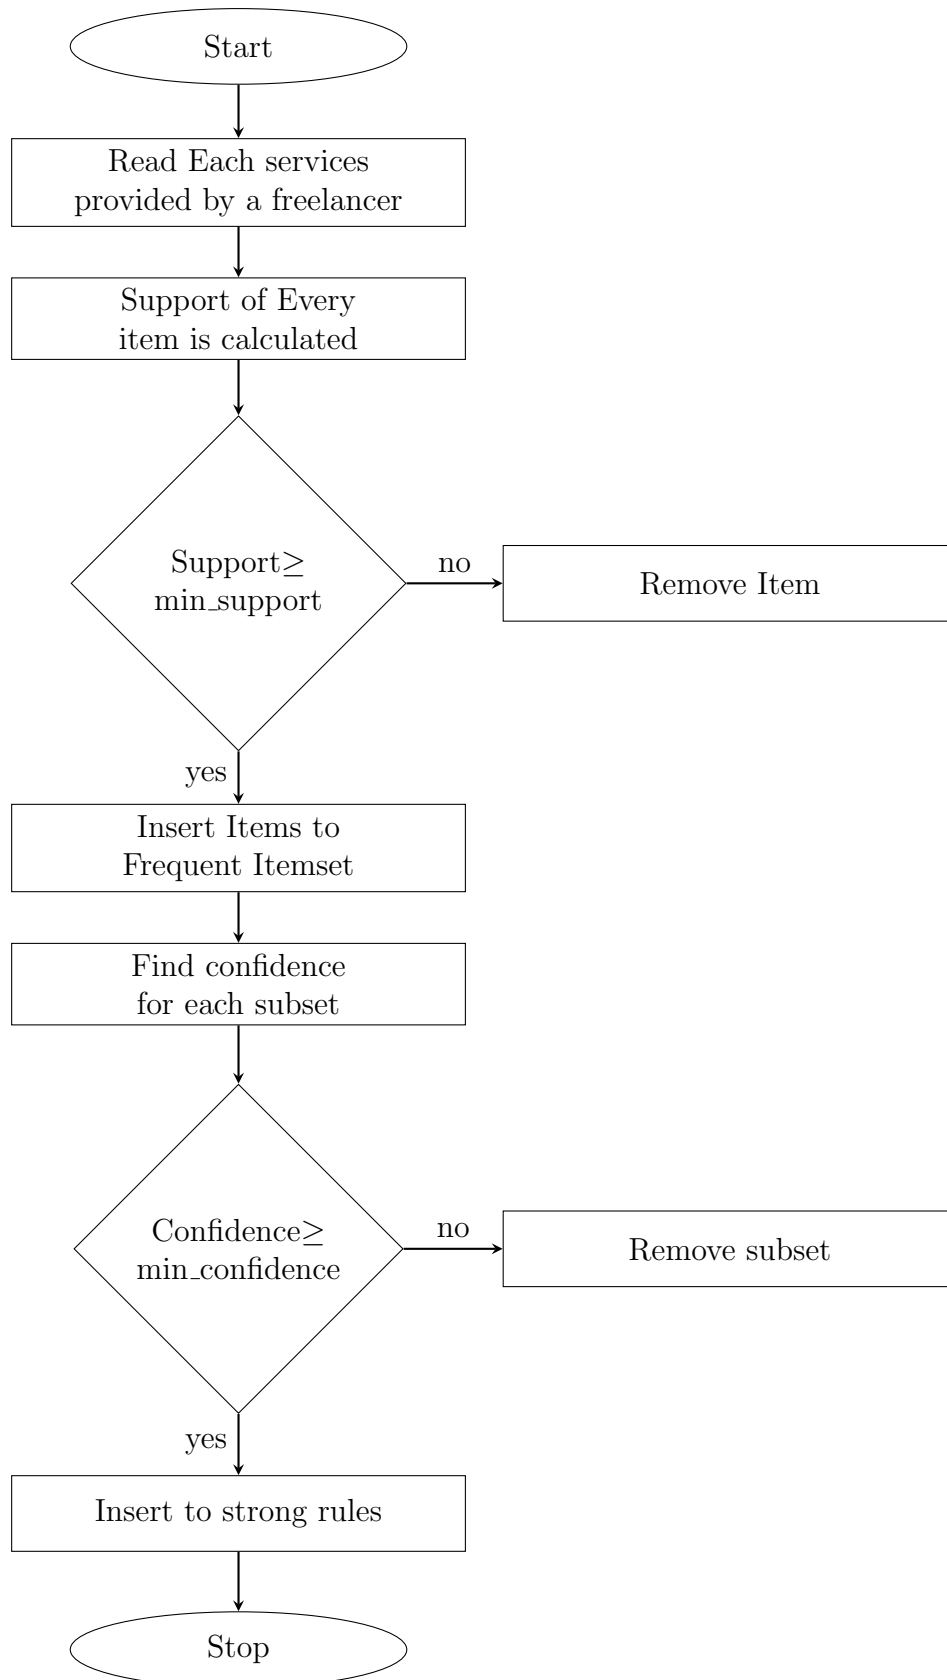 Start
Read Each services
provided by a freelancer
Support of Every
item is calculated
Support≥
min_support
no
Remove Item
yes
Insert Items to
Frequent Itemset
Find confidence
for each subset
Confidence≥
min_confidence
no
Remove subset
yes
Insert to strong rules
Stop